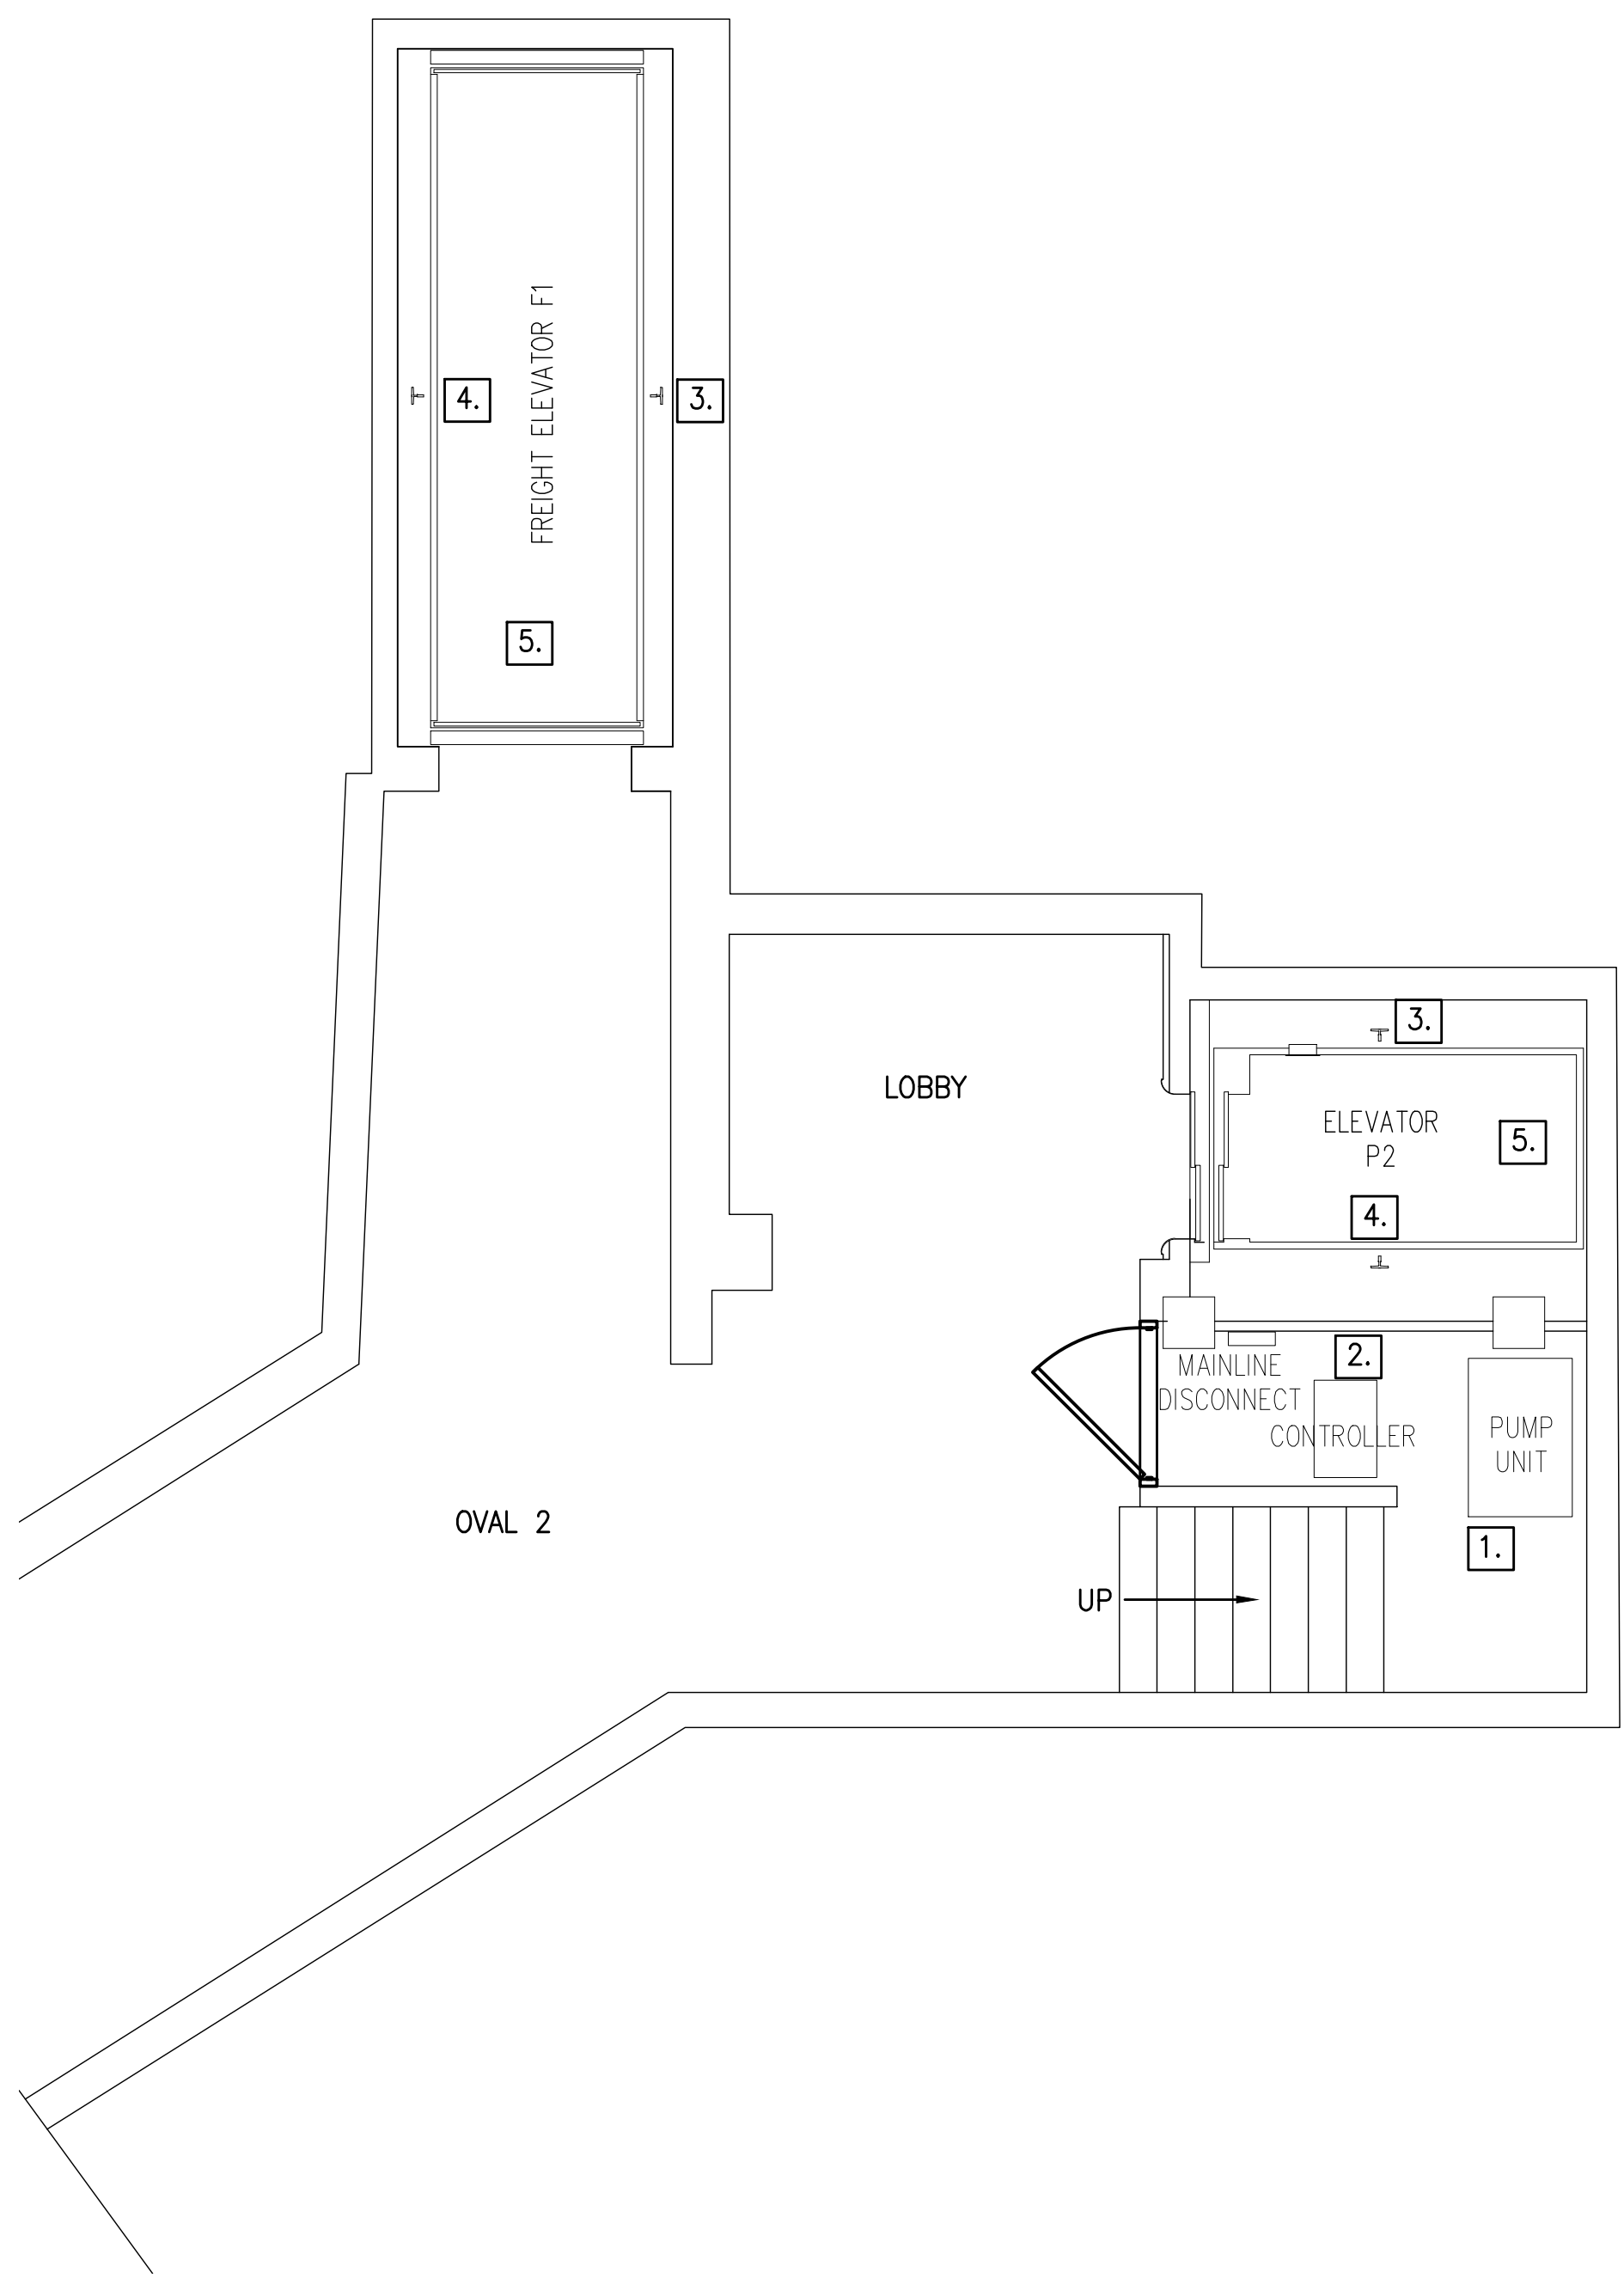 FREIGHT ELEVATOR F1
4.
3.
5.
3.
LOBBY
ELEVATOR
P2
5.
4.
2.
MAINLINE
DISCONNECT
CONTROLLER
PUMP
UNIT
OVAL 2
1.
UP